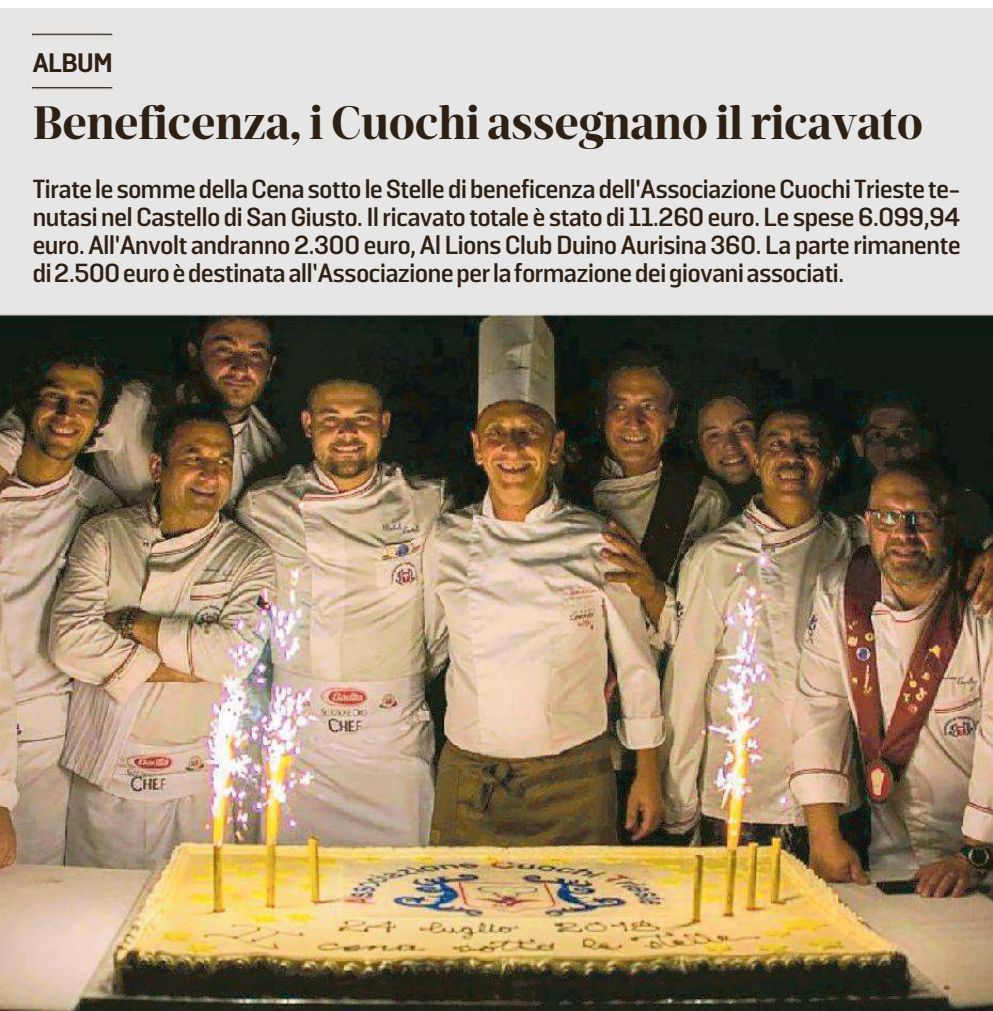 ALBUM
Beneficenza, i Cuochi assegnano il ricavato
Tirate le somme della Cena sotto le Stelle di beneficenza dell'Associazione Cuochi Trieste te-
nutasi nel Castello di San Giusto. Il ricavato totale è stato di 11.260 euro. Le spese 6.099,94
euro. All'Anvolt andranno 2.300 euro, Al Lions Club Duino Aurisina 360. La parte rimanente
di 2.500 euro è destinata all'Associazione per la formazione dei giovani associati.
Barilla
CHEF
Barilla
CHEF
Associazione Cuochi Trieste
luglio 2018
cena sotto le stelle